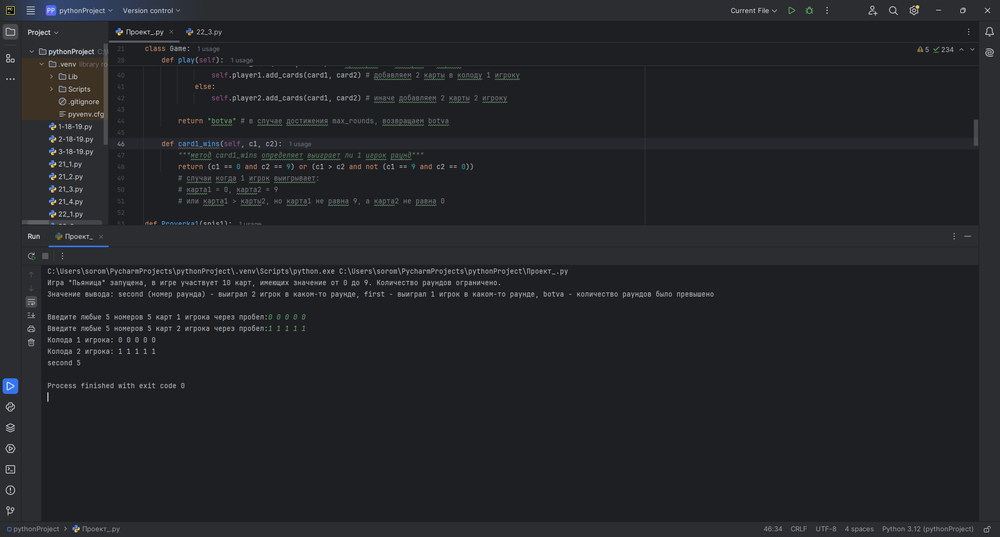 PC
PP pythonProject Version control Current File
Project Проект_.py 22_3.py
pythonProject C:\
.venv library ro
Lib
Scripts
.gitignore
pyvenv.cfg
1-18-19.py
2-18-19.py
3-18-19.py
21_1.py
21_2.py
21_3.py
21_4.py
22_1.py
21 class Game: 1 usage
28 def play(self): 1 usage
5 234
40 self.player1.add_cards(card1, card2) # добавляем 2 карты в колоду 1 игроку
41 else:
42 self.player2.add_cards(card1, card2) # иначе добавляем 2 карты 2 игроку
43
44 return "botva" # в случае достижения max_rounds, возвращаем botva
45
46 def card1_wins(self, c1, c2): 1 usage
47 """метод card1_wins определяет выиграет ли 1 игрок раунд"""
48 return (c1 == 0 and c2 == 9) or (c1 > c2 and not (c1 == 9 and c2 == 0))
49 # случаи когда 1 игрок выигрывает:
50 # карта1 = 0, карта2 = 9
51 # или карта1 > карты2, но карта1 не равна 9, а карта2 не равна 0
52
53 def Proverka1(spis1): 1 usage
Run Проект_
C:\Users\sorom\PycharmProjects\pythonProject\.venv\Scripts\python.exe C:\Users\sorom\PycharmProjects\pythonProject\Проект_.py
Игра "Пьяница" запущена, в игре участвует 10 карт, имеющих значение от 0 до 9. Количество раундов ограничено.
Значение вывода: second (номер раунда) - выиграл 2 игрок в каком-то раунде, first - выиграл 1 игрок в каком-то раунде, botva - количество раундов было превышено
Введите любые 5 номеров 5 карт 1 игрока через пробел:0 0 0 0 0
Введите любые 5 номеров 5 карт 2 игрока через пробел:1 1 1 1 1
Колода 1 игрока: 0 0 0 0 0
Колода 2 игрока: 1 1 1 1 1
second 5
Process finished with exit code 0
pythonProject > Проект_.py 46:34 CRLF UTF-8 4 spaces Python 3.12 (pythonProject)